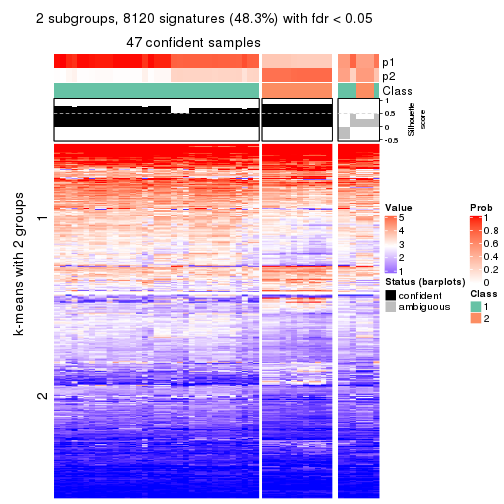 2 subgroups, 8120 signatures (48.3%) with fdr < 0.05
47 confident samples
p1
p2
Class
1
0.5
0
-0.5
Silhouette
score
k-means with 2 groups
1
2
Value
5
4
3
2
1
Status (barplots)
confident
ambiguous
Prob
1
0.8
0.6
0.4
0.2
0
Class
1
2